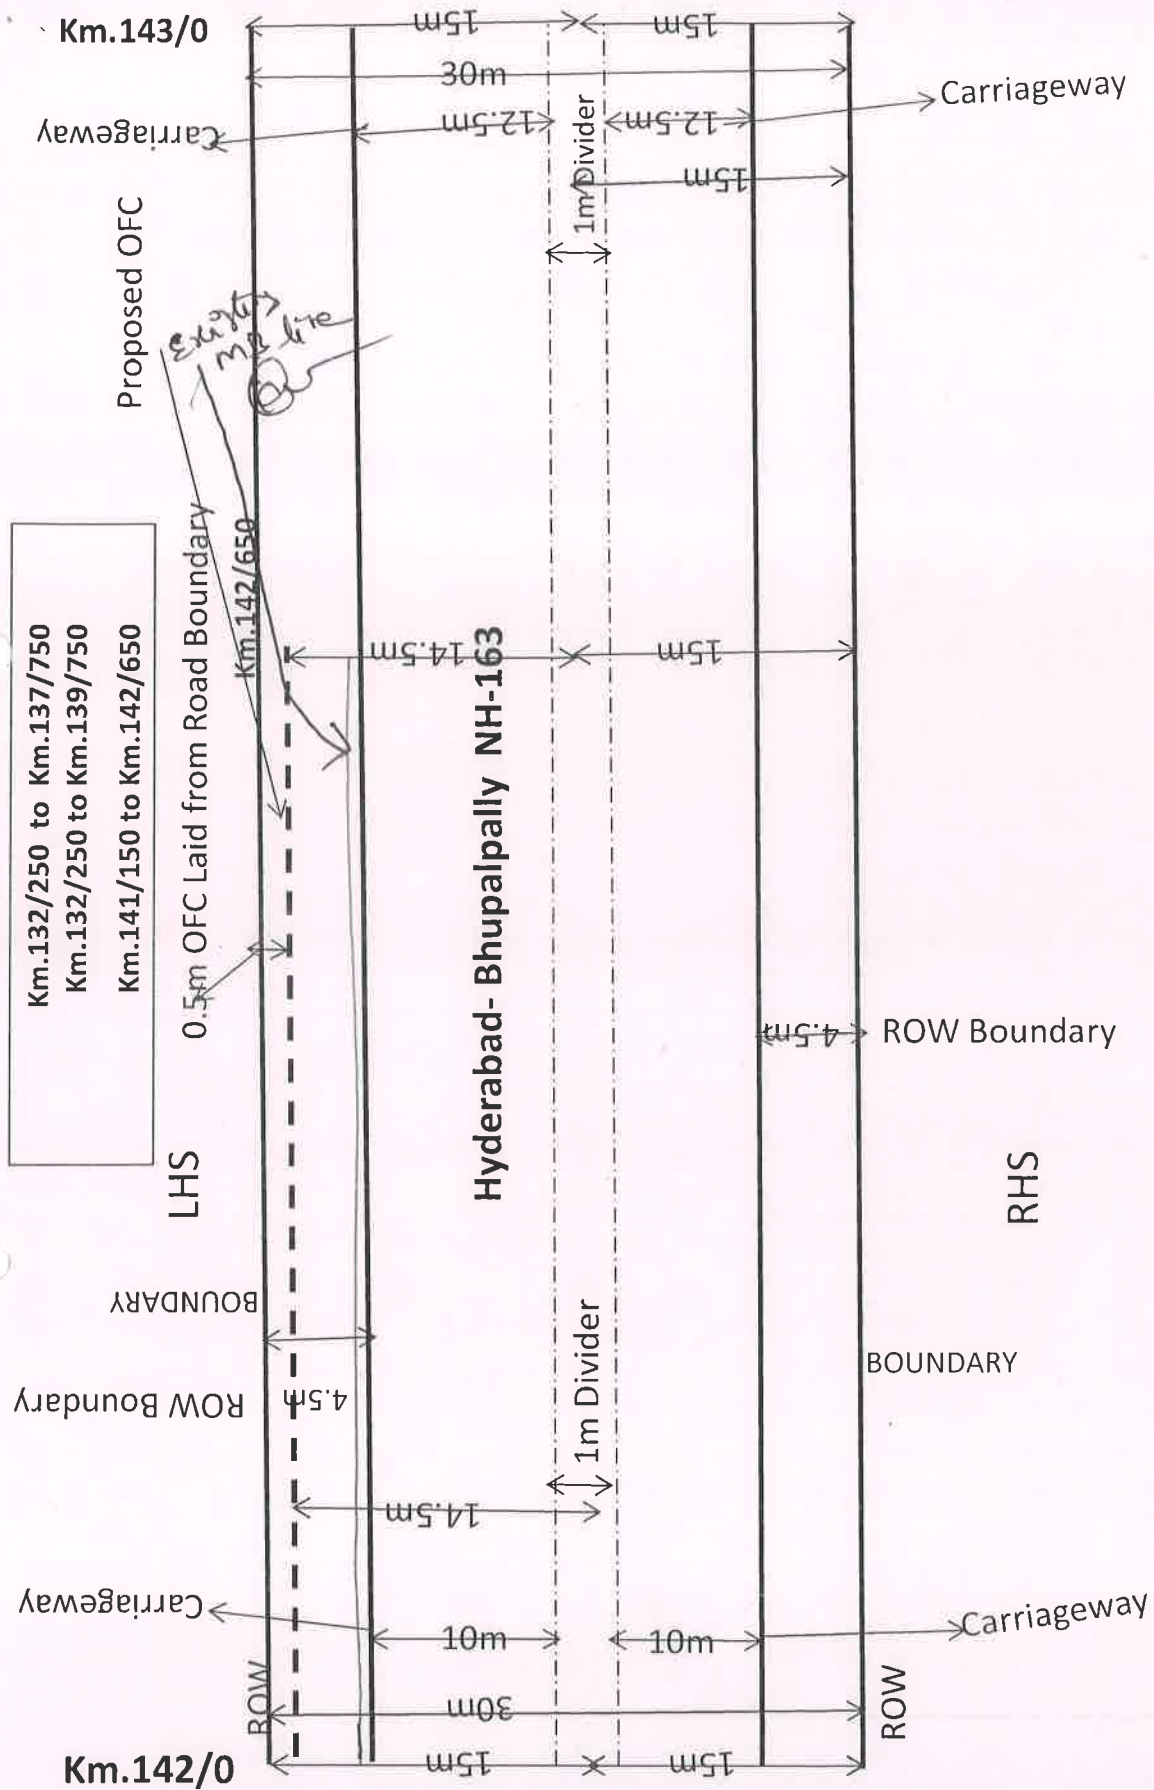 Km.143/0
15m
15m
30m
Carriageway
12.5m
12.5m
Carriageway
1m Divider
15m
Proposed OFC
line
Km.132/250 to Km.137/750
Km.132/250 to Km.139/750
Km.141/150 to Km.142/650
0.5m OFC Laid from Road Boundary
Km.142/650
14.5m
15m
Hyderabad- Bhupalpally NH-163
4.5m
ROW Boundary
LHS
RHS
BOUNDARY
ROW Boundary
4.5m
1m Divider
BOUNDARY
14.5m
Carriageway
10m
10m
Carriageway
ROW
30m
ROW
Km.142/0
15m
15m